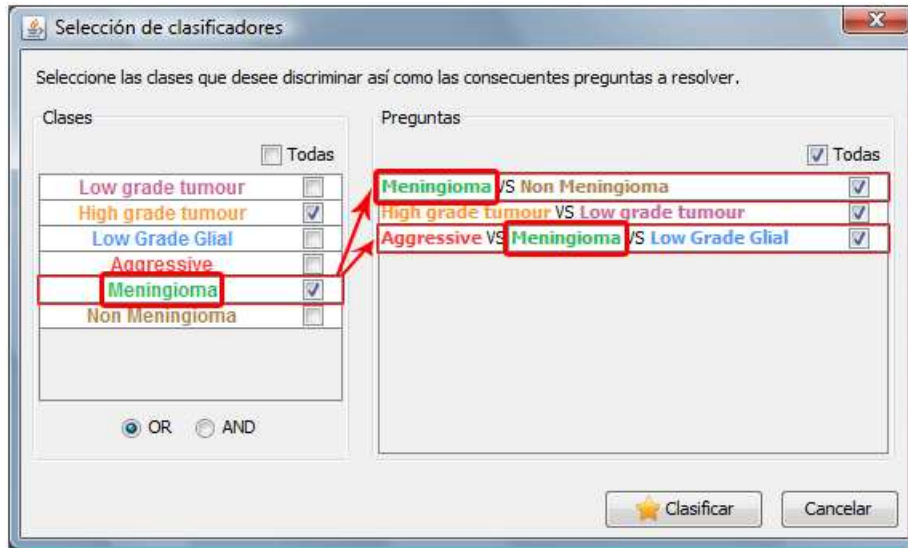 Selección de clasificadores
Seleccione las clases que desee discriminar así como las consecuentes preguntas a resolver.
Clases
Todas
Low grade tumour
High grade tumour
Low Grade Glial
Aggressive
Meningioma
Non Meningioma
OR AND
Preguntas
Todas
Meningioma VS Non Meningioma
High grade tumour VS Low grade tumour
Aggressive VS Meningioma VS Low Grade Glial
Clasificar Cancelar